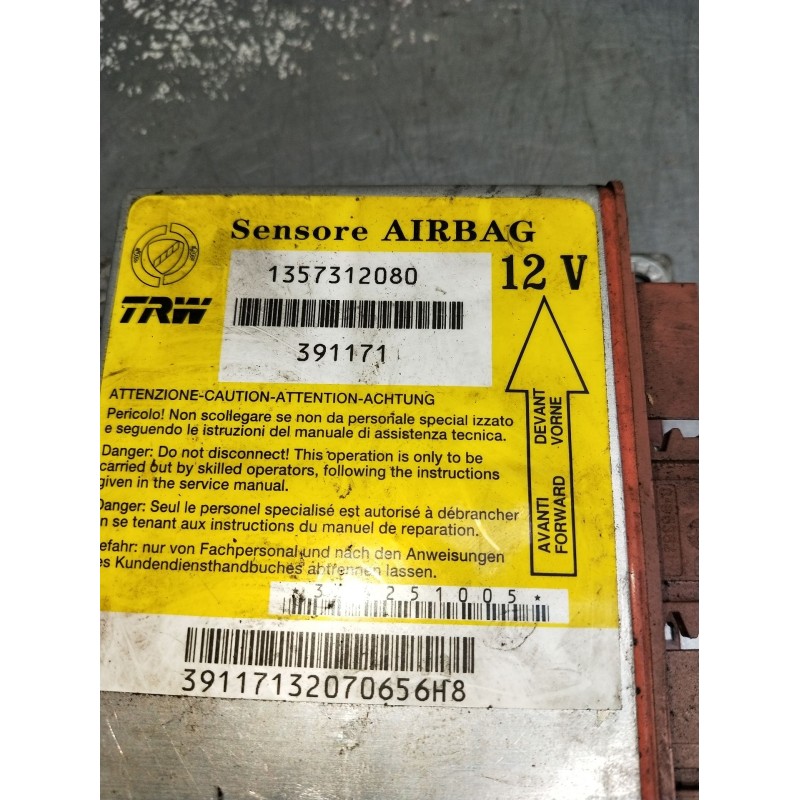 Sensore AIRBAG
1357312080
12 V
TRW
391171
ATTENZIONE-CAUTION-ATTENTION-ACHTUNG
Pericolo! Non scollegare se non da personale special izzato
e seguendo le istruzioni del manuale di assistenza tecnica.
Danger: Do not disconnect! This operation is only to be
carried out by skilled operators, following the instructions
given in the service manual.
Danger: Seul le personel specialisé est autorisé à débrancher
en se tenant aux instructions du manuel de reparation.
Gefahr: nur von Fachpersonal und nach den Anweisungen
des Kundendiensthandbuches abtrennen lassen.
AVANTI DEVANT
FORWARD VORNE
251005*
39117132070656H8